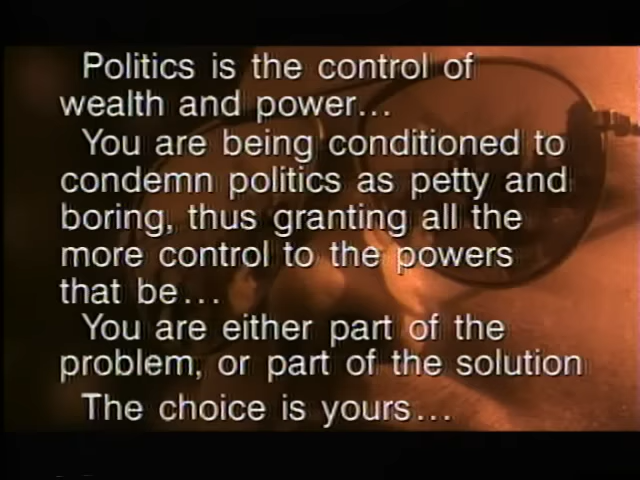 Politics is the control of
wealth and power...
You are being conditioned to
condemn politics as petty and
boring, thus granting all the
more control to the powers
that be...
You are either part of the
problem, or part of the solution
The choice is yours...